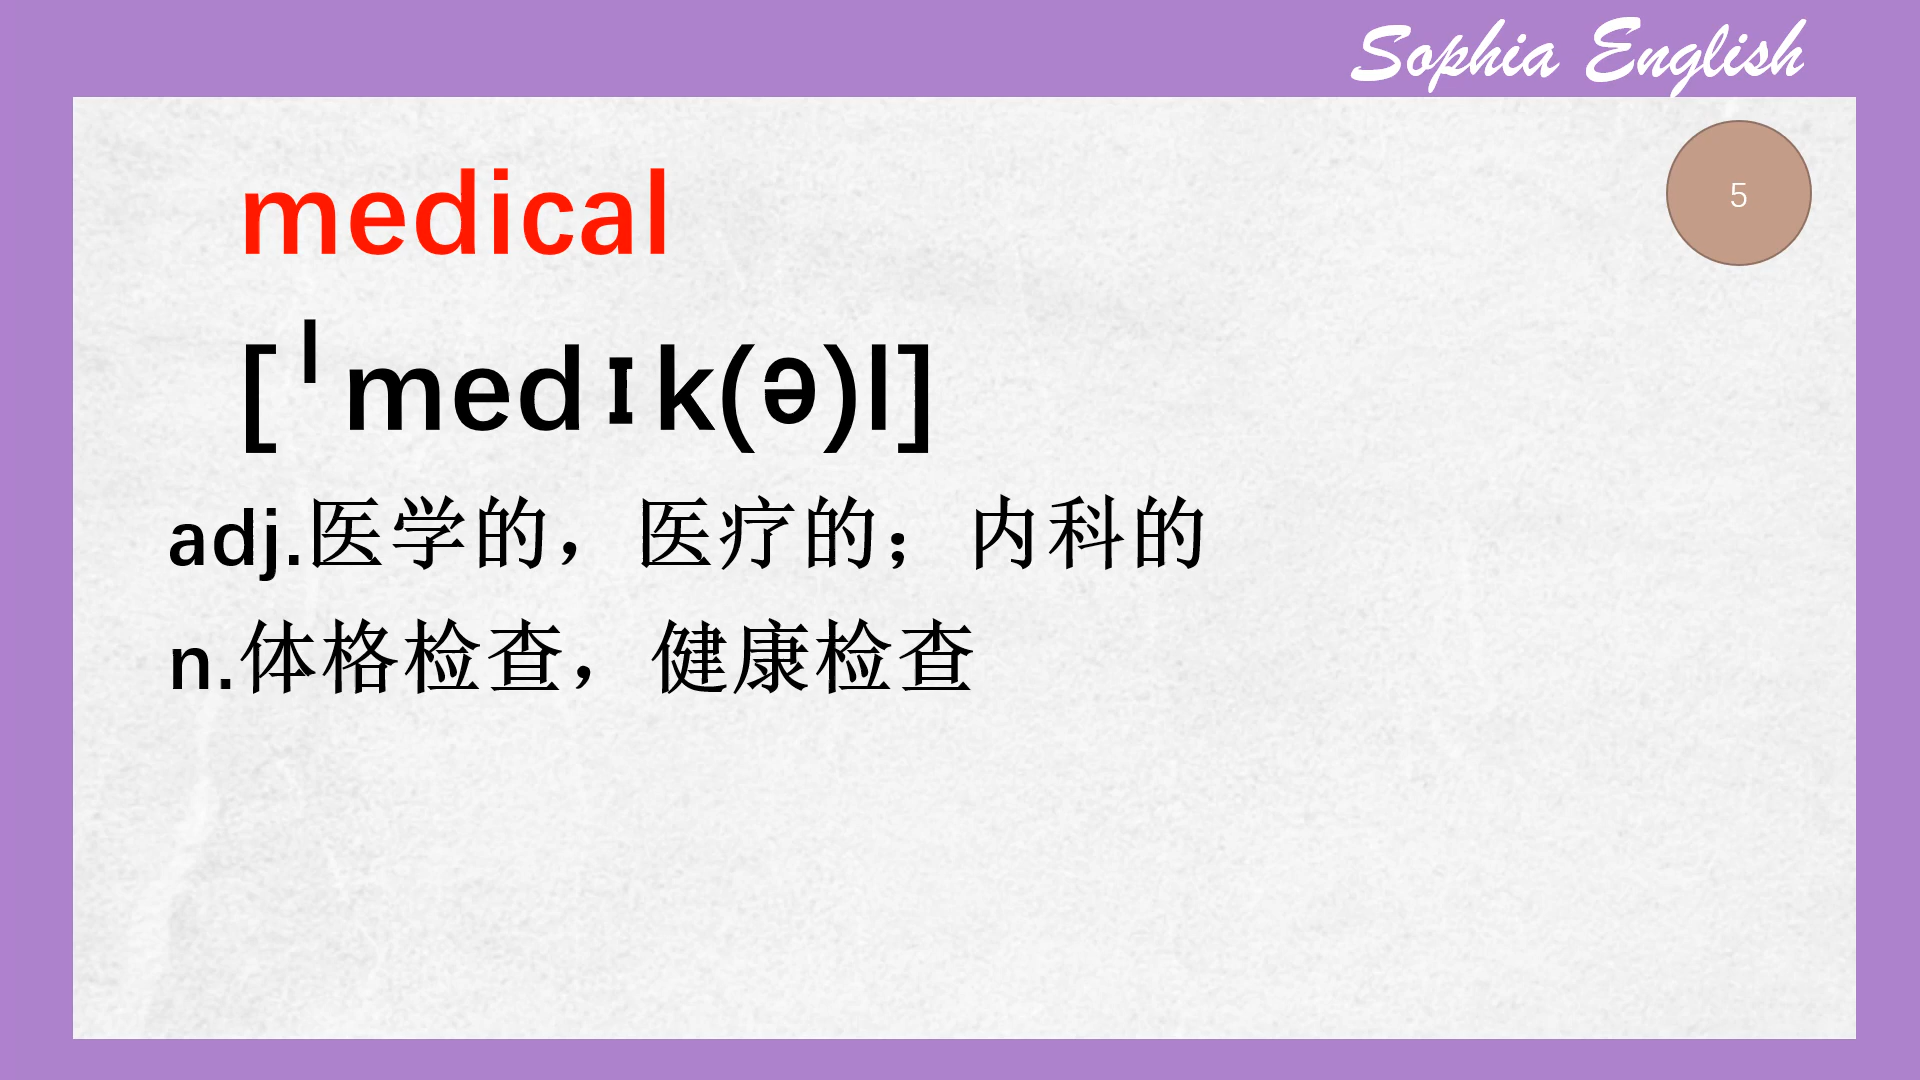 Sophia English
5
medical
[ˈmedɪk(ə)l]
adj.医学的，医疗的；内科的
n.体格检查，健康检查